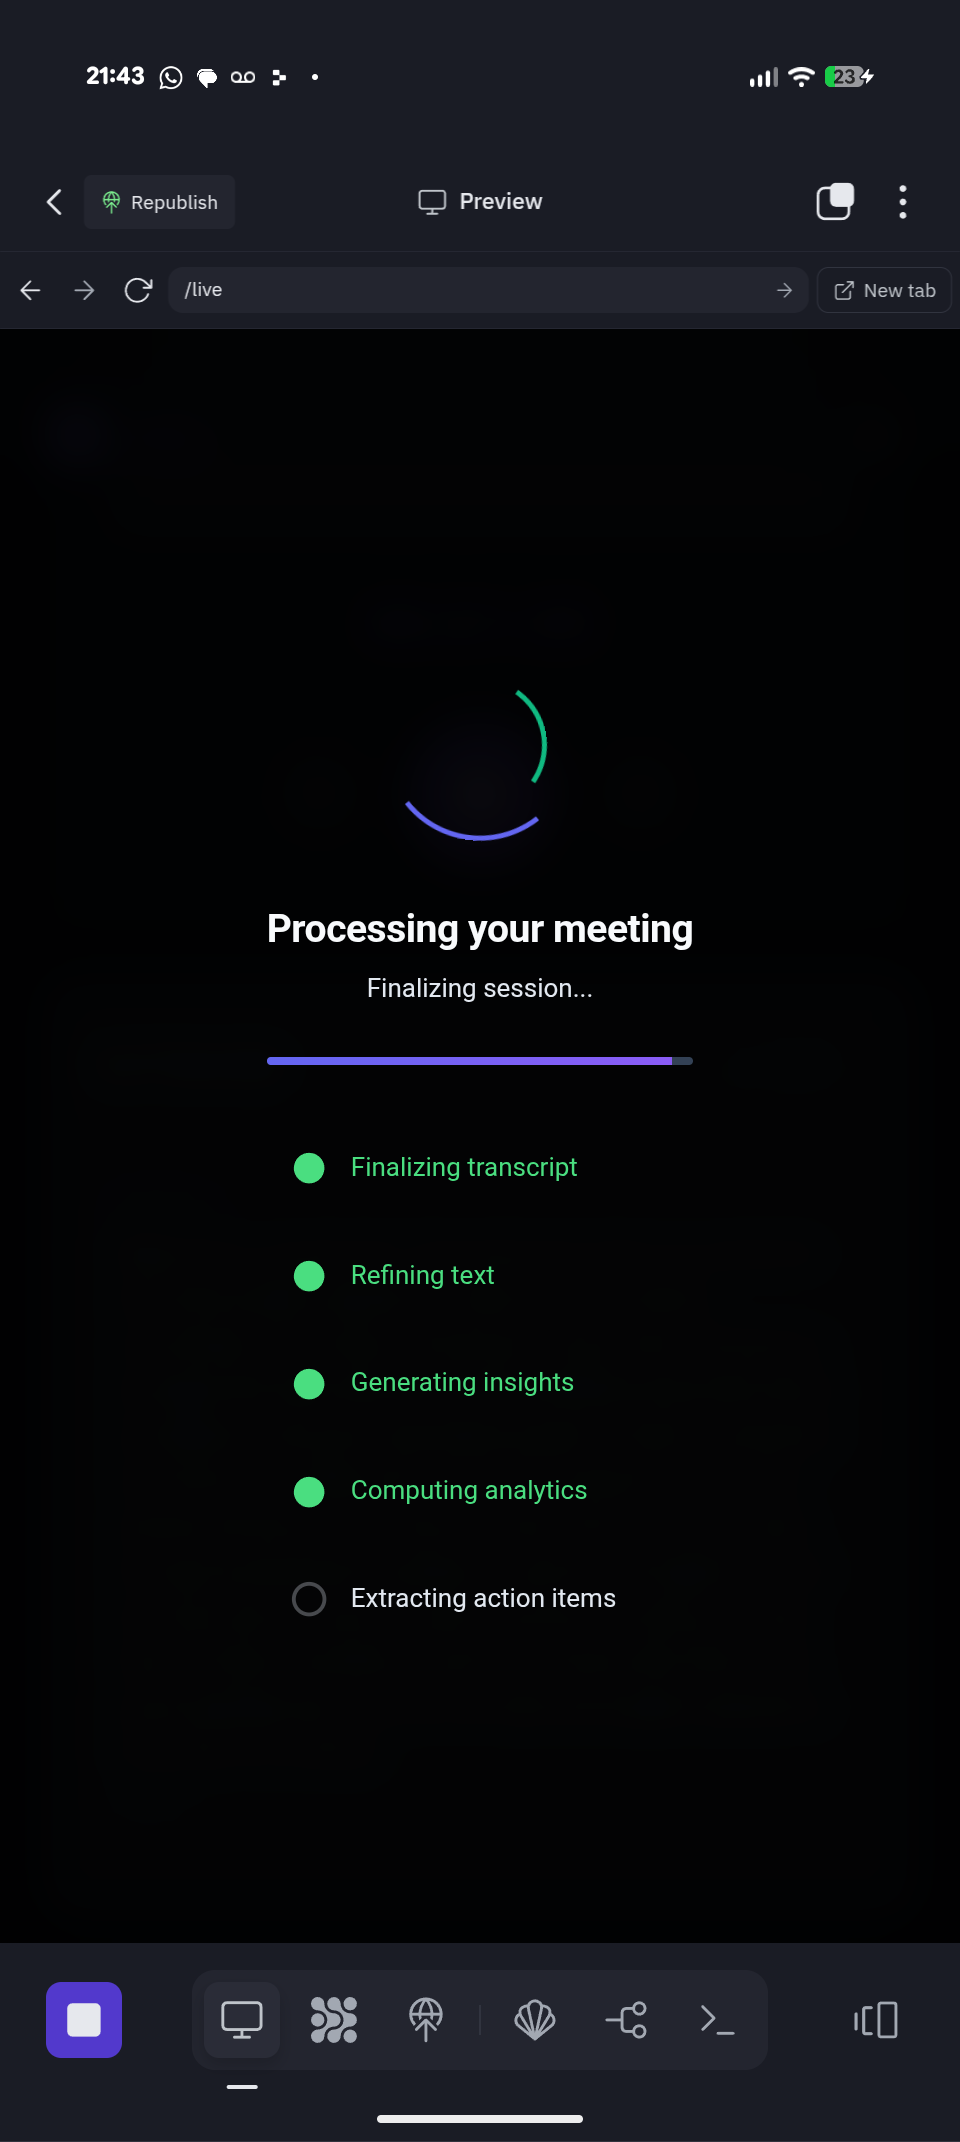 21:43
23
Republish
Preview
/live
New tab
Processing your meeting
Finalizing session...
Finalizing transcript
Refining text
Generating insights
Computing analytics
Extracting action items